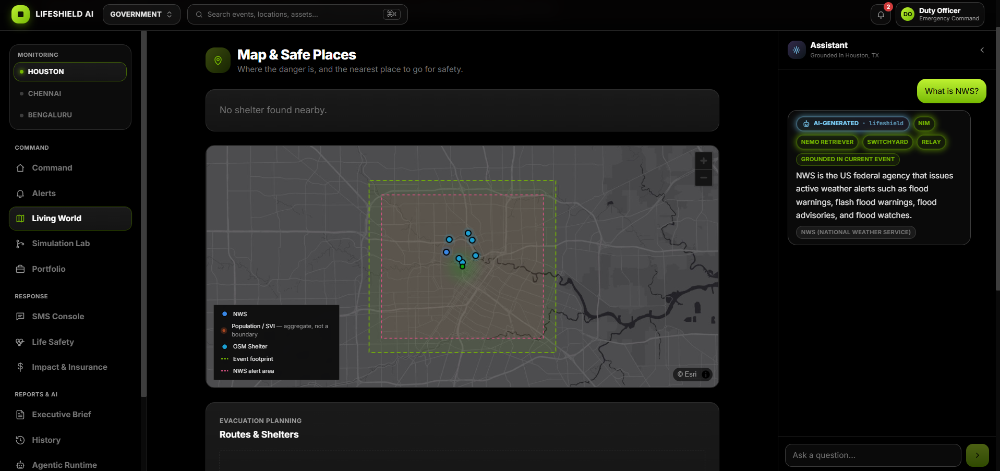 LIFESHIELD AI
GOVERNMENT
Search events, locations, assets...
⌘K
2
DO
Duty Officer
Emergency Command
MONITORING
HOUSTON
CHENNAI
BENGALURU
COMMAND
Command
Alerts
Living World
Simulation Lab
Portfolio
RESPONSE
SMS Console
Life Safety
Impact & Insurance
REPORTS & AI
Executive Brief
History
Agentic Runtime
Map & Safe Places
Where the danger is, and the nearest place to go for safety.
No shelter found nearby.
+
−
NWS
Population / SVI — aggregate, not a
boundary
OSM Shelter
Event footprint
NWS alert area
© Esri
EVACUATION PLANNING
Routes & Shelters
Assistant
Grounded in Houston, TX
What is NWS?
AI-GENERATED · lifeshield
NIM
NEMO RETRIEVER
SWITCHYARD
RELAY
GROUNDED IN CURRENT EVENT
NWS is the US federal agency that issues
active weather alerts such as flood
warnings, flash flood warnings, flood
advisories, and flood watches.
NWS (NATIONAL WEATHER SERVICE)
Ask a question...